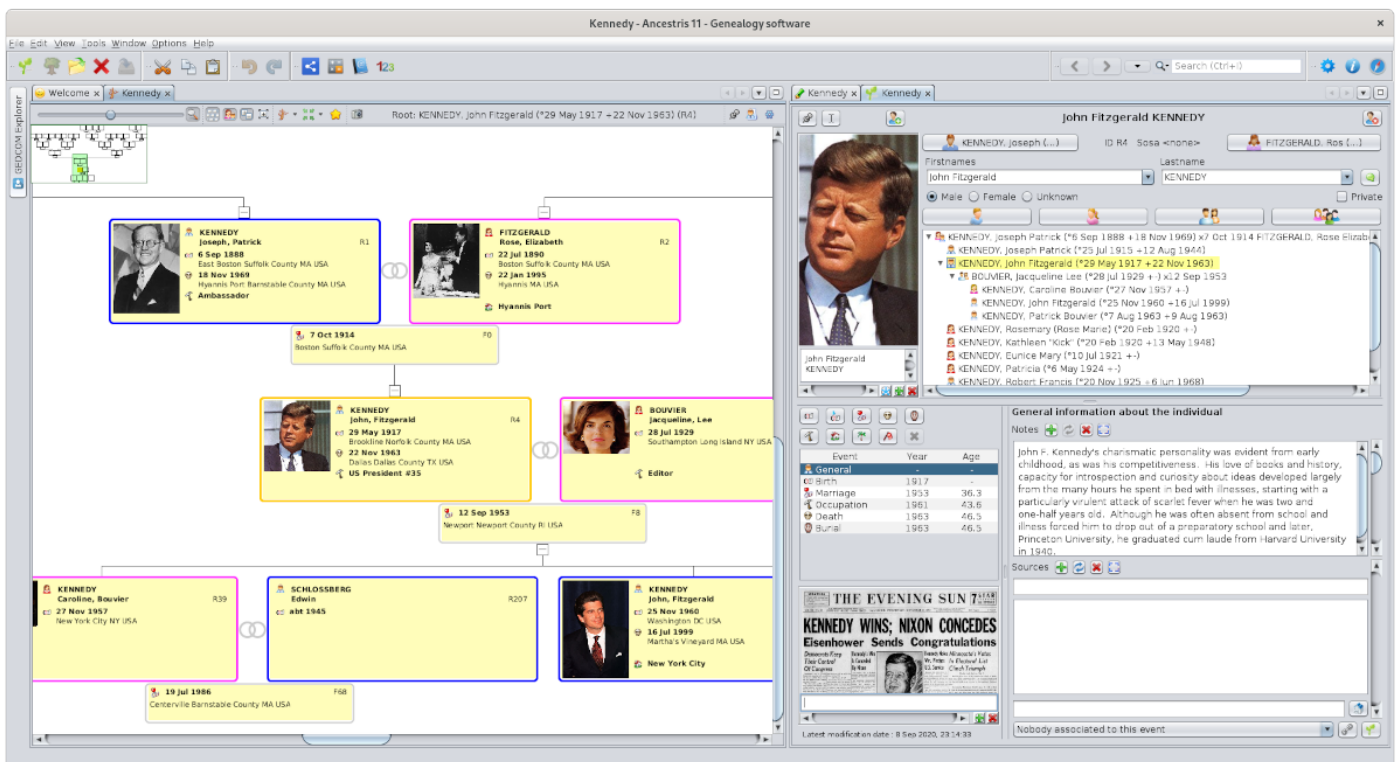 Kennedy - Ancestris 11 - Genealogy software
File Edit View Tools Window Options Help
123
Search (Ctrl+I)
GEDCOM Explorer
Welcome
Kennedy
Root: KENNEDY, John Fitzgerald (*29 May 1917 +22 Nov 1963) (R4)
KENNEDY
Joseph, Patrick
R1
6 Sep 1888
East Boston Suffolk County MA USA
18 Nov 1969
Hyannis Port Barnstable County MA USA
Ambassador
FITZGERALD
Rose, Elizabeth
R2
22 Jul 1890
Boston Suffolk County MA USA
22 Jan 1995
Hyannis MA USA
Hyannis Port
7 Oct 1914
F0
Boston Suffolk County MA USA
KENNEDY
John, Fitzgerald
R4
29 May 1917
Brookline Norfolk County MA USA
22 Nov 1963
Dallas Dallas County TX USA
US President #35
BOUVIER
Jacqueline, Lee
28 Jul 1929
Southampton Long Island NY USA
Editor
12 Sep 1953
F8
Newport Newport County RI USA
KENNEDY
Caroline, Bouvier
R39
27 Nov 1957
New York City NY USA
SCHLOSSBERG
Edwin
R207
abt 1945
KENNEDY
John, Fitzgerald
25 Nov 1960
Washington DC USA
16 Jul 1999
Martha's Vineyard MA USA
New York City
19 Jul 1986
F68
Centerville Barnstable County MA USA
Kennedy
Kennedy
John Fitzgerald KENNEDY
KENNEDY, Joseph (...)
ID R4 Sosa <none>
FITZGERALD, Ros (...)
Firstnames
Lastname
John Fitzgerald
KENNEDY
Male Female Unknown
Private
KENNEDY, Joseph Patrick (*6 Sep 1888 +18 Nov 1969) x7 Oct 1914 FITZGERALD, Rose Elizab
KENNEDY, Joseph Patrick (*25 Jul 1915 +12 Aug 1944)
KENNEDY, John Fitzgerald (*29 May 1917 +22 Nov 1963)
BOUVIER, Jacqueline Lee (*28 Jul 1929 +-) x12 Sep 1953
KENNEDY, Caroline Bouvier (*27 Nov 1957 +-)
KENNEDY, John Fitzgerald (*25 Nov 1960 +16 Jul 1999)
KENNEDY, Patrick Bouvier (*7 Aug 1963 +9 Aug 1963)
KENNEDY, Rosemary (Rose Marie) (*20 Feb 1920 +-)
KENNEDY, Kathleen "Kick" (*20 Feb 1920 +13 May 1948)
KENNEDY, Eunice Mary (*10 Jul 1921 +-)
KENNEDY, Patricia (*6 May 1924 +-)
KENNEDY, Robert Francis (*20 Nov 1925 +6 Jun 1968)
John Fitzgerald
KENNEDY
Event Year Age
General - -
Birth 1917 -
Marriage 1953 36.3
Occupation 1961 43.6
Death 1963 46.5
Burial 1963 46.5
THE EVENING SUN
KENNEDY WINS; NIXON CONCEDES
Eisenhower Sends Congratulations
Latest modification date : 8 Sep 2020, 23:14:33
General information about the individual
Notes
John F. Kennedy's charismatic personality was evident from early
childhood, as was his competitiveness. His love of books and history,
capacity for introspection and curiosity about ideas developed largely
from the many hours he spent in bed with illnesses, starting with a
particularly virulent attack of scarlet fever when he was two and
one-half years old. Although he was often absent from school and
illness forced him to drop out of a preparatory school and later,
Princeton University, he graduated cum laude from Harvard University
in 1940.
Sources
Nobody associated to this event